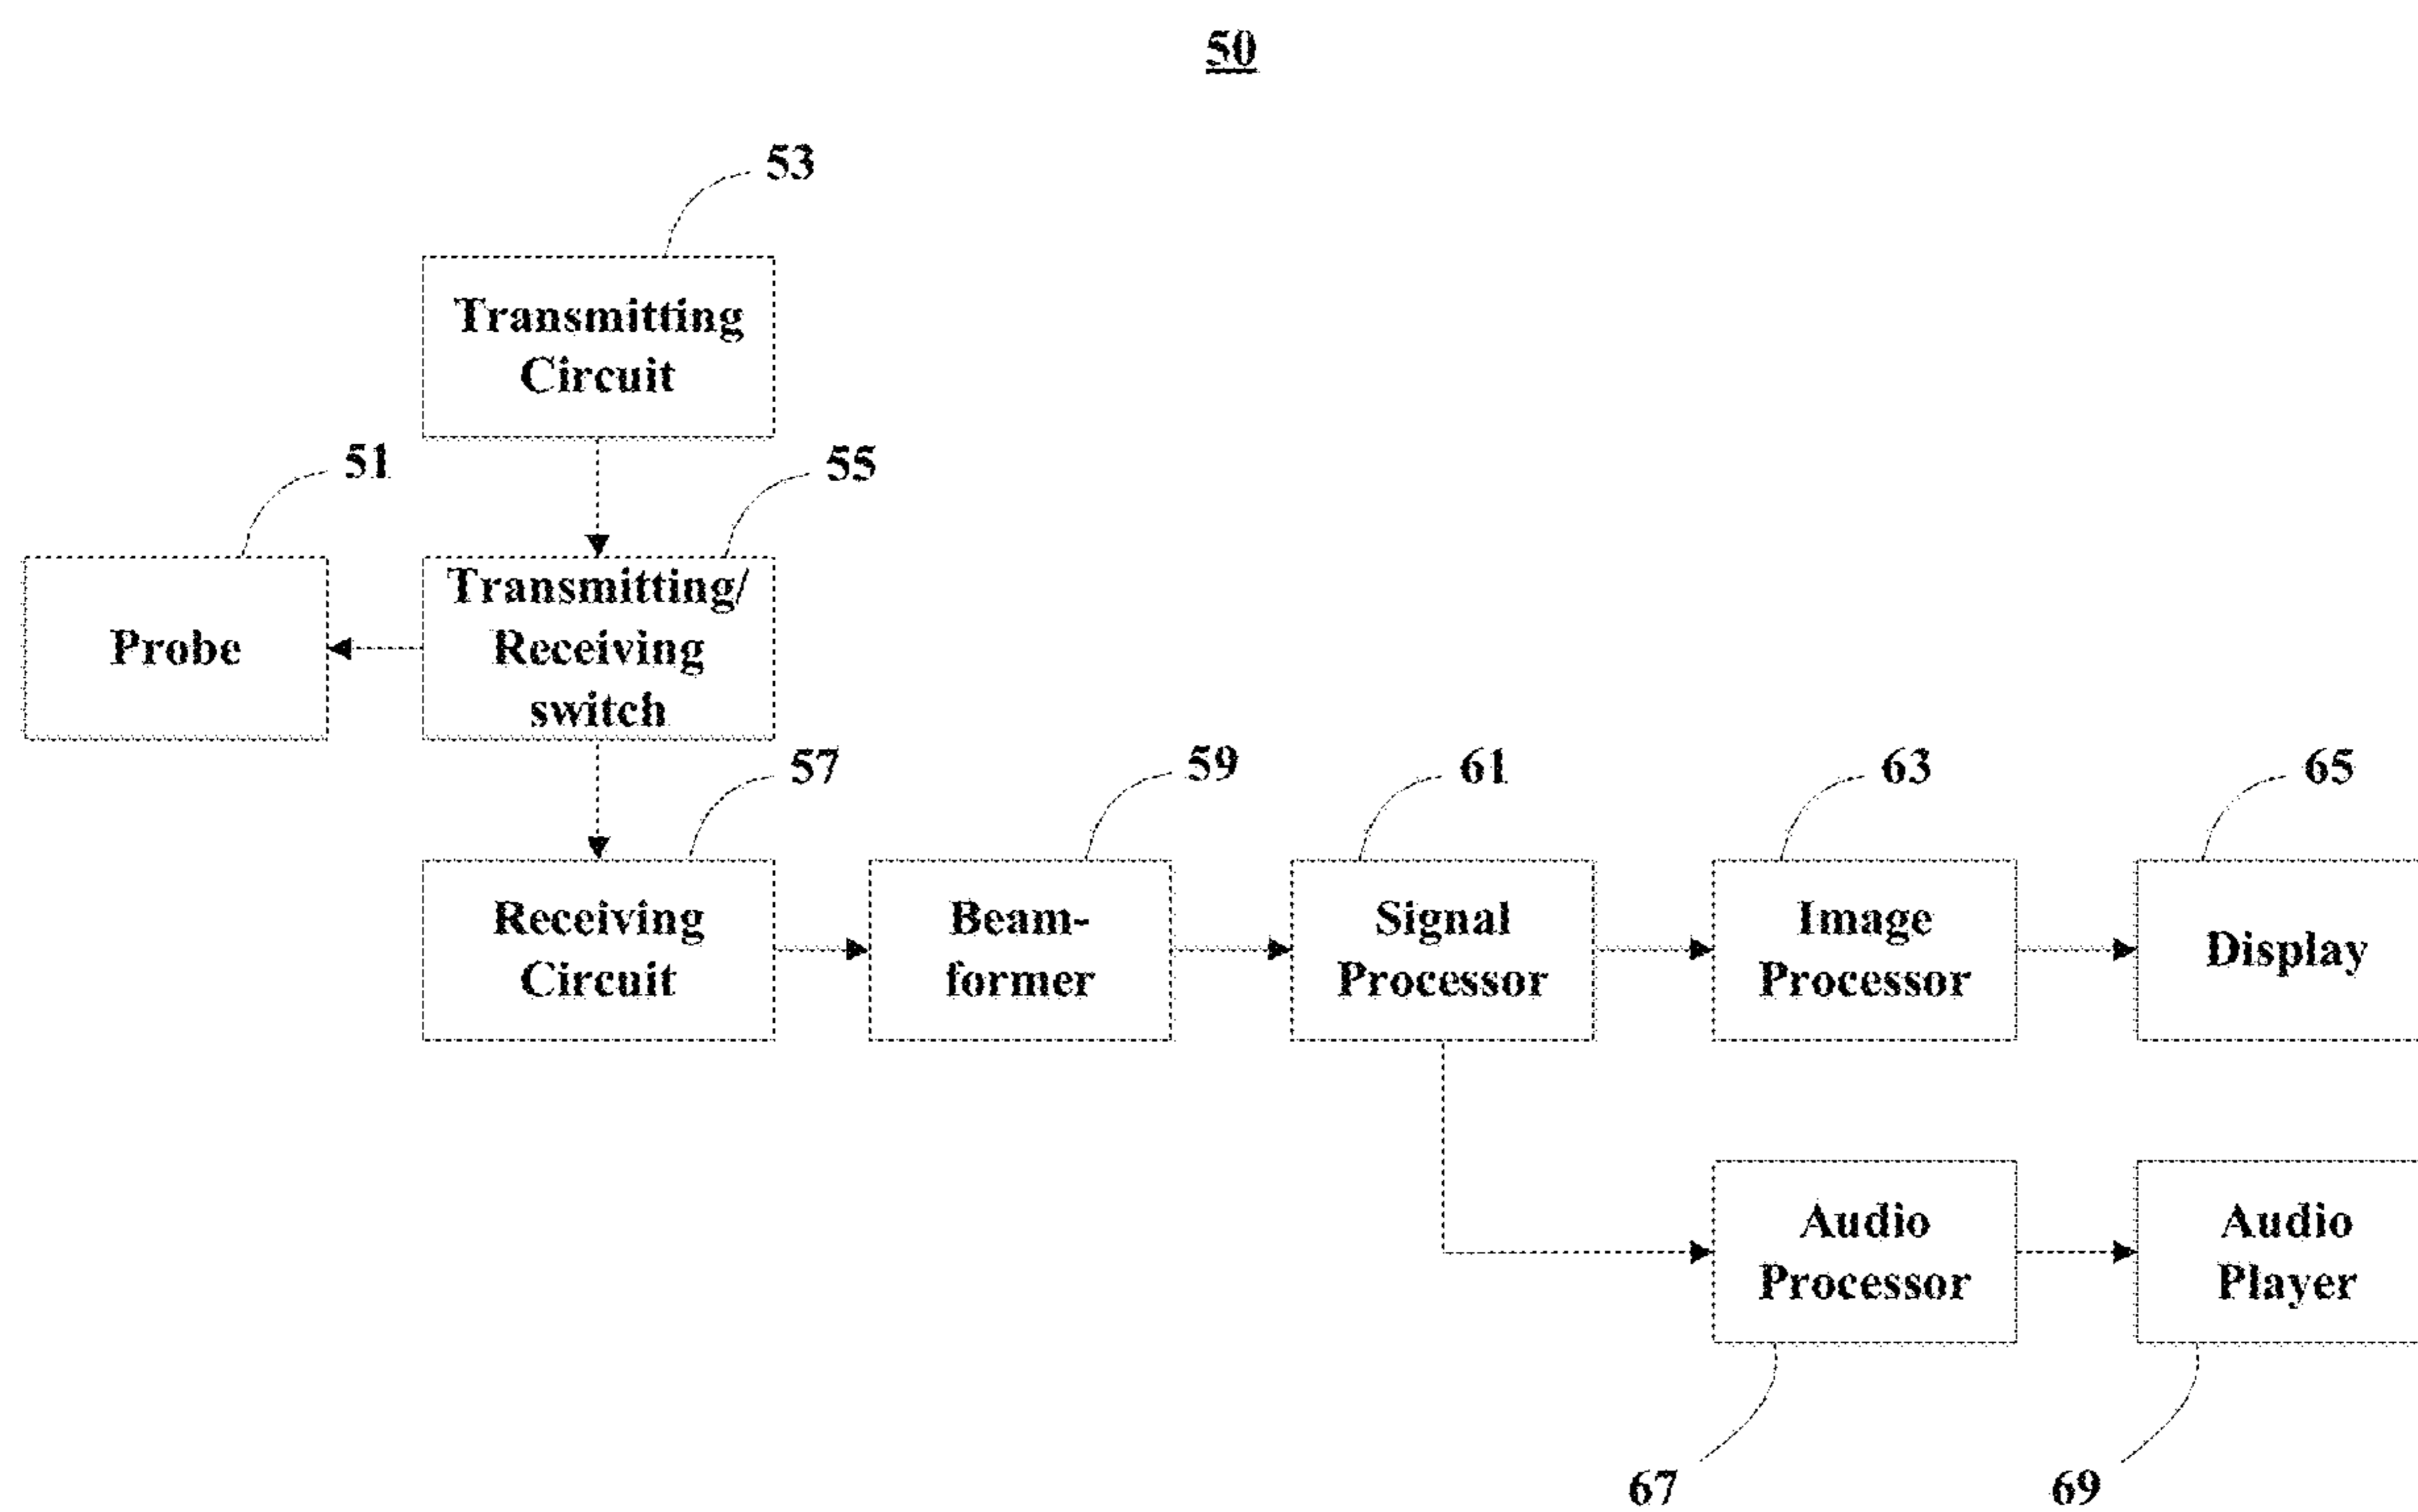 50
53
Transmitting
Circuit
51
55
Probe
Transmitting/
Receiving
switch
57
59
61
63
65
Receiving
Circuit
Beam-
former
Signal
Processor
Image
Processor
Display
Audio
Processor
Audio
Player
67
69